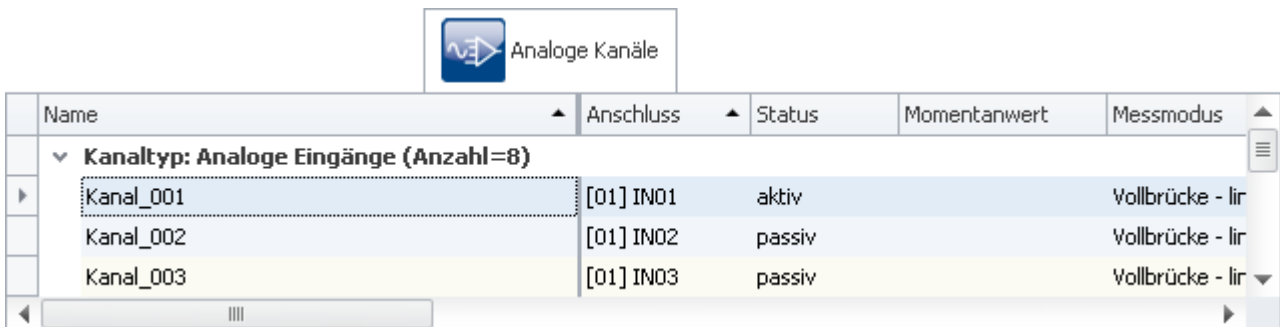 Analoge Kanäle
Name Anschluss Status Momentanwert Messmodus
Kanaltyp: Analoge Eingänge (Anzahl=8)
Kanal_001 [01] IN01 aktiv Vollbrücke - lin
Kanal_002 [01] IN02 passiv Vollbrücke - lin
Kanal_003 [01] IN03 passiv Vollbrücke - lin